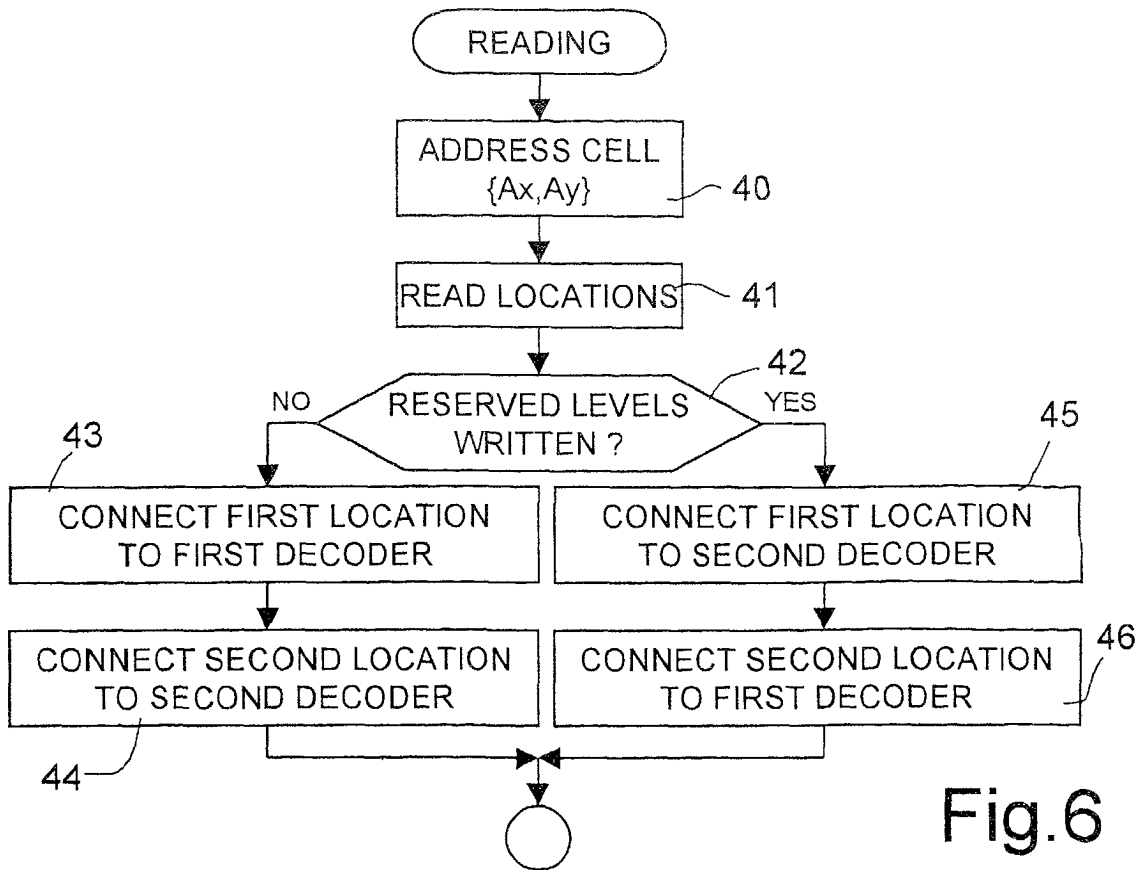 READING
ADDRESS CELL
{Ax,Ay}
40
READ LOCATIONS
41
42
NO
RESERVED LEVELS
WRITTEN ?
YES
43
45
CONNECT FIRST LOCATION
TO FIRST DECODER
CONNECT FIRST LOCATION
TO SECOND DECODER
CONNECT SECOND LOCATION
TO SECOND DECODER
CONNECT SECOND LOCATION
TO FIRST DECODER
46
44
Fig.6